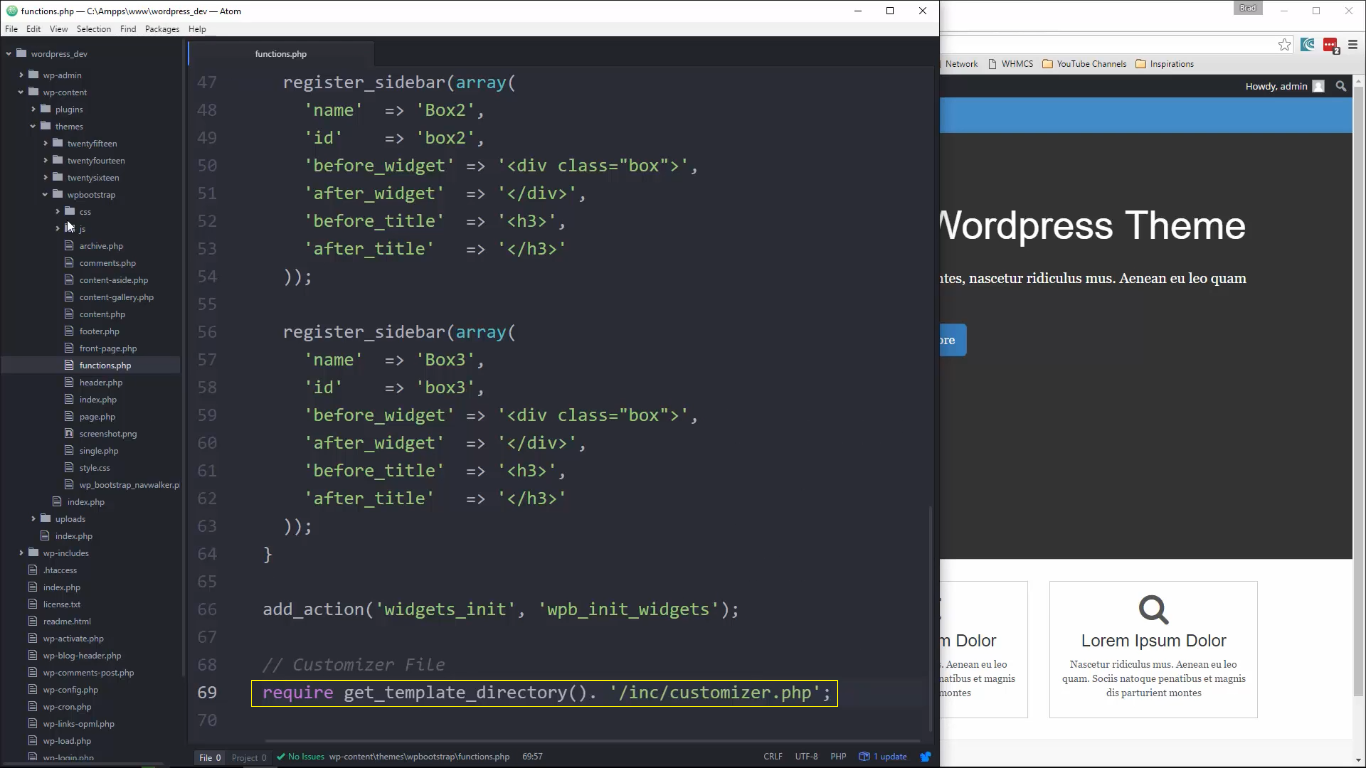 functions.php — C:\Ampps\www\wordpress_dev — Atom
Brad
File Edit View Selection Find Packages Help
wordpress_dev
wp-admin
wp-content
plugins
themes
twentyfifteen
twentyfourteen
twentysixteen
wpbootstrap
css
js
archive.php
comments.php
content-aside.php
content-gallery.php
content.php
footer.php
front-page.php
functions.php
header.php
index.php
page.php
screenshot.png
single.php
style.css
wp_bootstrap_navwalker.p
index.php
uploads
index.php
wp-includes
.htaccess
index.php
license.txt
readme.html
wp-activate.php
wp-blog-header.php
wp-comments-post.php
wp-config.php
wp-cron.php
wp-links-opml.php
wp-load.php
wp-login.php
functions.php
47 register_sidebar(array(
48 'name' => 'Box2',
49 'id' => 'box2',
50 'before_widget' => '<div class="box">',
51 'after_widget' => '</div>',
52 'before_title' => '<h3>',
53 'after_title' => '</h3>'
54 ));
55
56 register_sidebar(array(
57 'name' => 'Box3',
58 'id' => 'box3',
59 'before_widget' => '<div class="box">',
60 'after_widget' => '</div>',
61 'before_title' => '<h3>',
62 'after_title' => '</h3>'
63 ));
64 }
65
66 add_action('widgets_init', 'wpb_init_widgets');
67
68 // Customizer File
69 require get_template_directory(). '/inc/customizer.php';
70
File 0 Project 0 No Issues wp-content\themes\wpbootstrap\functions.php 69:57 CRLF UTF-8 PHP 1 update
2
Network WHMCS YouTube Channels Inspirations
Howdy, admin
Wordpress Theme
ntes, nascetur ridiculus mus. Aenean eu leo quam
ore
m Dolor
s. Aenean eu leo
atibus et magnis
ntes
Lorem Ipsum Dolor
Nascetur ridiculus mus. Aenean eu leo
quam. Sociis natoque penatibus et magnis
dis parturient montes